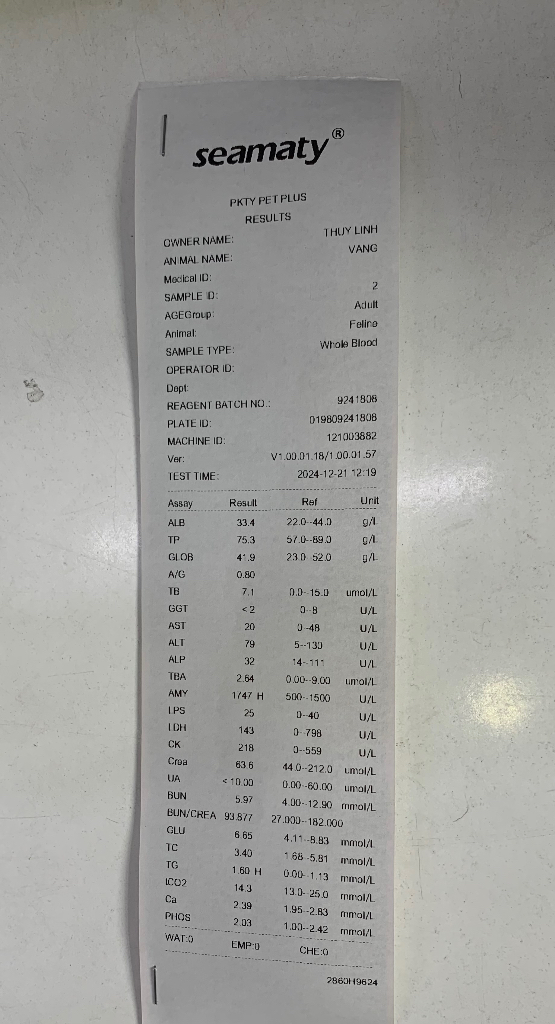 seamaty®
PKTY PET PLUS
RESULTS
OWNER NAME: THUY LINH
ANIMAL NAME: VANG
Medical ID:
SAMPLE ID: 2
AGEGroup: Adult
Animal: Feline
SAMPLE TYPE: Whole Blood
OPERATOR ID:
Dept:
REAGENT BATCH NO.: 9241806
PLATE ID: 019809241806
MACHINE ID: 121003882
Ver: V1.00.01.18/1.00.01.57
TEST TIME: 2024-12-21 12:19
Assay Result Ref Unit
ALB 33.4 22.0--44.0 g/L
TP 75.3 57.0--89.0 g/L
GLOB 41.9 23.0--52.0 g/L
A/G 0.80
TB 7.1 0.0--15.0 umol/L
GGT <2 0--8 U/L
AST 20 0--48 U/L
ALT 79 5--130 U/L
ALP 32 14--111 U/L
TBA 2.64 0.00--9.00 umol/L
AMY 1747 H 500--1500 U/L
LPS 25 0--40 U/L
LDH 143 0--798 U/L
CK 218 0--559 U/L
Crea 63.6 44.0--212.0 umol/L
UA <10.00 0.00--60.00 umol/L
BUN 5.97 4.00--12.90 mmol/L
BUN/CREA 93.877 27.000--182.000
GLU 6.65 4.11--8.83 mmol/L
TC 3.40 1.68--5.81 mmol/L
TG 1.60 H 0.00--1.13 mmol/L
tCO2 14.3 13.0--25.0 mmol/L
Ca 2.39 1.95--2.83 mmol/L
PHOS 2.03 1.00--2.42 mmol/L
WAT:0 EMP:0 CHE:0
2860H9624